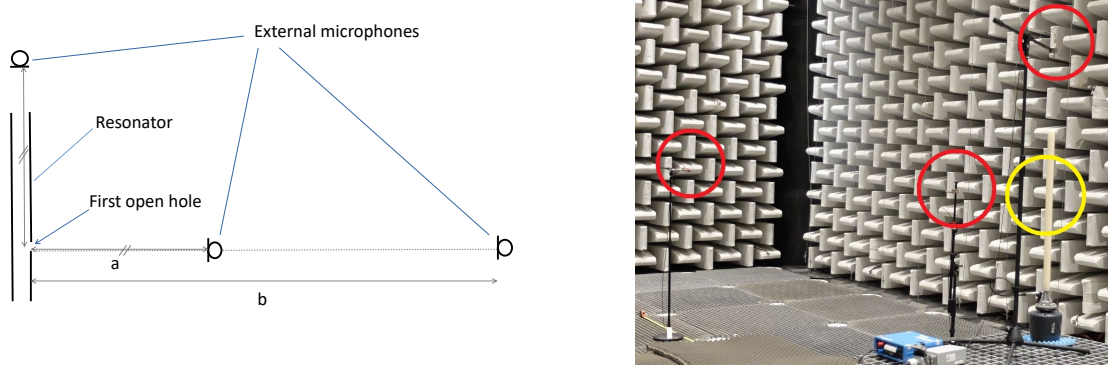 External microphones
Resonator
First open hole
a
b